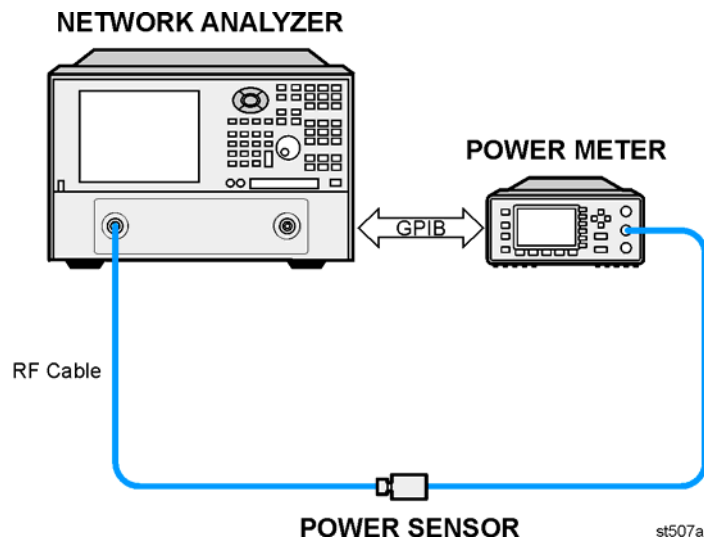 NETWORK ANALYZER
POWER METER
GPIB
RF Cable
POWER SENSOR
st507a